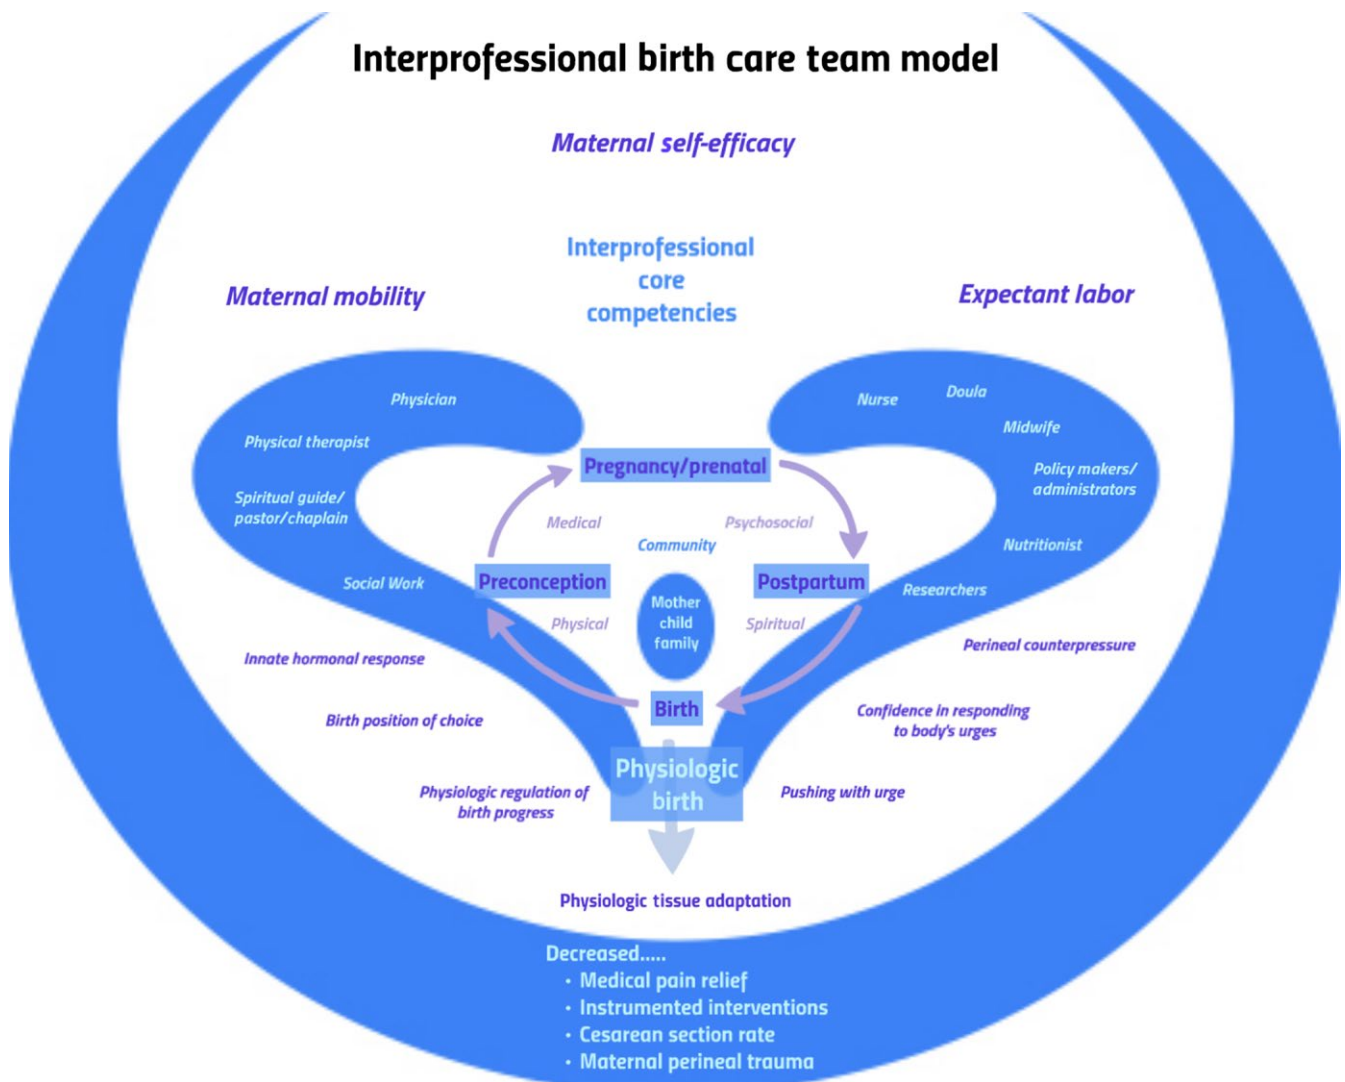 Interprofessional birth care team model
Maternal self-efficacy
Interprofessional
core
competencies
Maternal mobility
Expectant labor
Physician
Physical therapist
Spiritual guide/
pastor/chaplain
Social Work
Nurse
Doula
Midwife
Policy makers/
administrators
Nutritionist
Researchers
Pregnancy/prenatal
Medical
Psychosocial
Community
Preconception
Postpartum
Mother
child
family
Physical
Spiritual
Birth
Physiologic
birth
Innate hormonal response
Birth position of choice
Physiologic regulation of
birth progress
Perineal counterpressure
Confidence in responding
to body's urges
Pushing with urge
Physiologic tissue adaptation
Decreased.....
• Medical pain relief
• Instrumented interventions
• Cesarean section rate
• Maternal perineal trauma